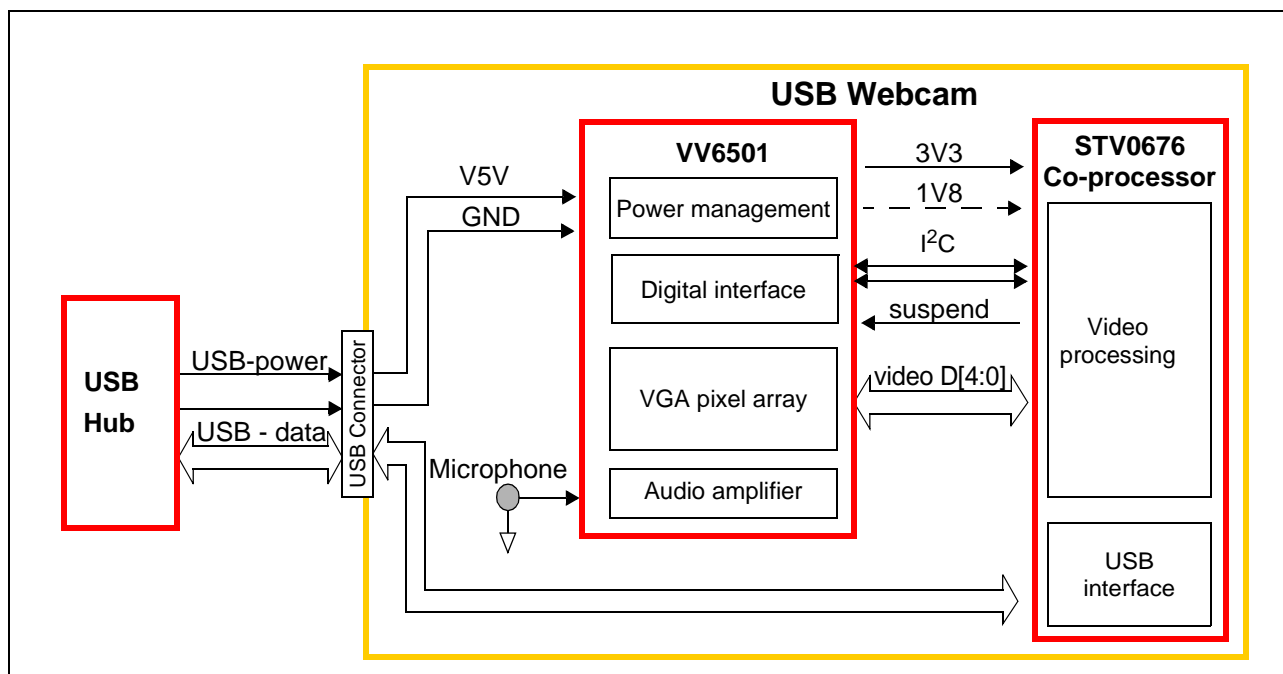 USB Webcam
VV6501
STV0676
Co-processor
V5V
GND
Power management
Digital interface
VGA pixel array
Audio amplifier
3V3
1V8
I²C
suspend
video D[4:0]
Video
processing
USB
interface
USB
Hub
USB-power
USB - data
USB Connector
Microphone